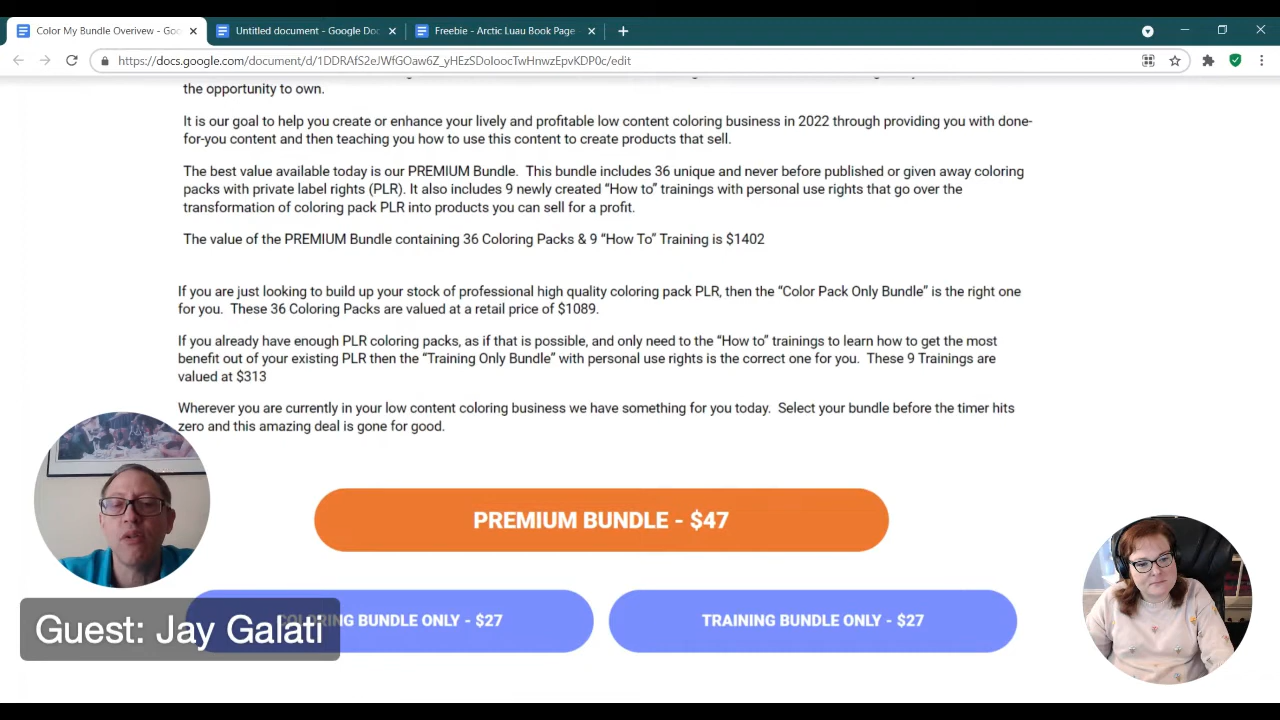 Color My Bundle Overivew - Goo
Untitled document - Google Doc
Freebie - Arctic Luau Book Page -
https://docs.google.com/document/d/1DDRAfS2eJWfGOaw6Z_yHEzSDoIoocTwHnwzEpvKDP0c/edit
the opportunity to own.
It is our goal to help you create or enhance your lively and profitable low content coloring business in 2022 through providing you with done-
for-you content and then teaching you how to use this content to create products that sell.
The best value available today is our PREMIUM Bundle. This bundle includes 36 unique and never before published or given away coloring
packs with private label rights (PLR). It also includes 9 newly created “How to” trainings with personal use rights that go over the
transformation of coloring pack PLR into products you can sell for a profit.
The value of the PREMIUM Bundle containing 36 Coloring Packs & 9 “How To” Training is $1402
If you are just looking to build up your stock of professional high quality coloring pack PLR, then the “Color Pack Only Bundle” is the right one
for you. These 36 Coloring Packs are valued at a retail price of $1089.
If you already have enough PLR coloring packs, as if that is possible, and only need to the “How to” trainings to learn how to get the most
benefit out of your existing PLR then the “Training Only Bundle” with personal use rights is the correct one for you. These 9 Trainings are
valued at $313
Wherever you are currently in your low content coloring business we have something for you today. Select your bundle before the timer hits
zero and this amazing deal is gone for good.
PREMIUM BUNDLE - $47
COLORING BUNDLE ONLY - $27
TRAINING BUNDLE ONLY - $27
Guest: Jay Galati